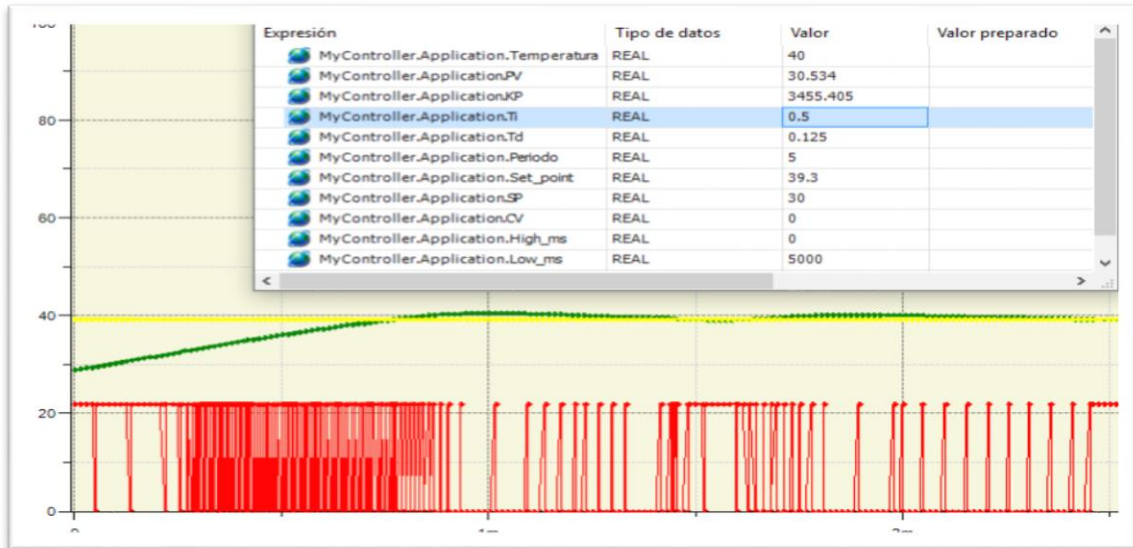 Expresión Tipo de datos Valor Valor preparado
MyController.Application.Temperatura REAL 40
MyController.Application.PV REAL 30.534
MyController.Application.KP REAL 3455.405
MyController.Application.Ti REAL 0.5
MyController.Application.Td REAL 0.125
MyController.Application.Periodo REAL 5
MyController.Application.Set_point REAL 39.3
MyController.Application.SP REAL 30
MyController.Application.CV REAL 0
MyController.Application.High_ms REAL 0
MyController.Application.Low_ms REAL 5000
80
60
40
20
0
1m